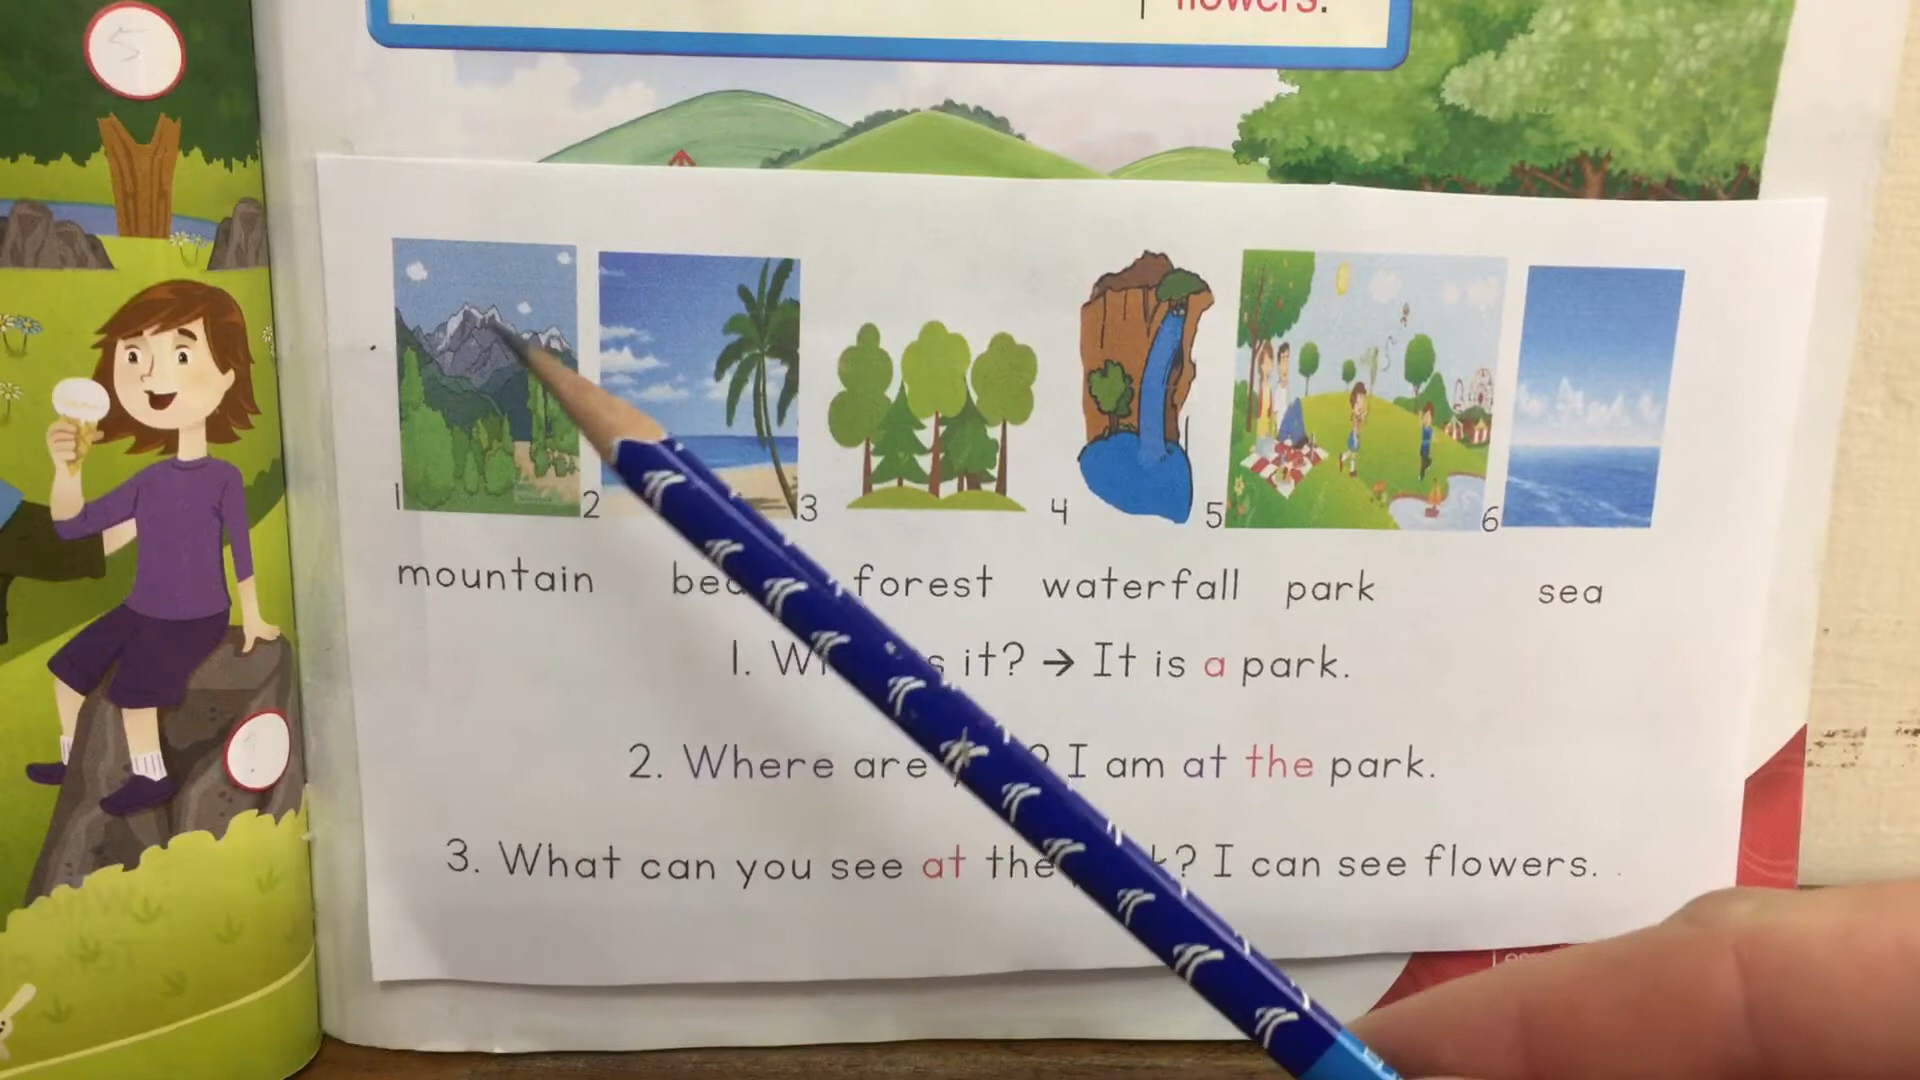 flowers.
5
1 2 3 4 5 6
mountain forest waterfall park sea
1. it? → It is a park.
2. Where are I am at the park.
3. What can you see at the ? I can see flowers.